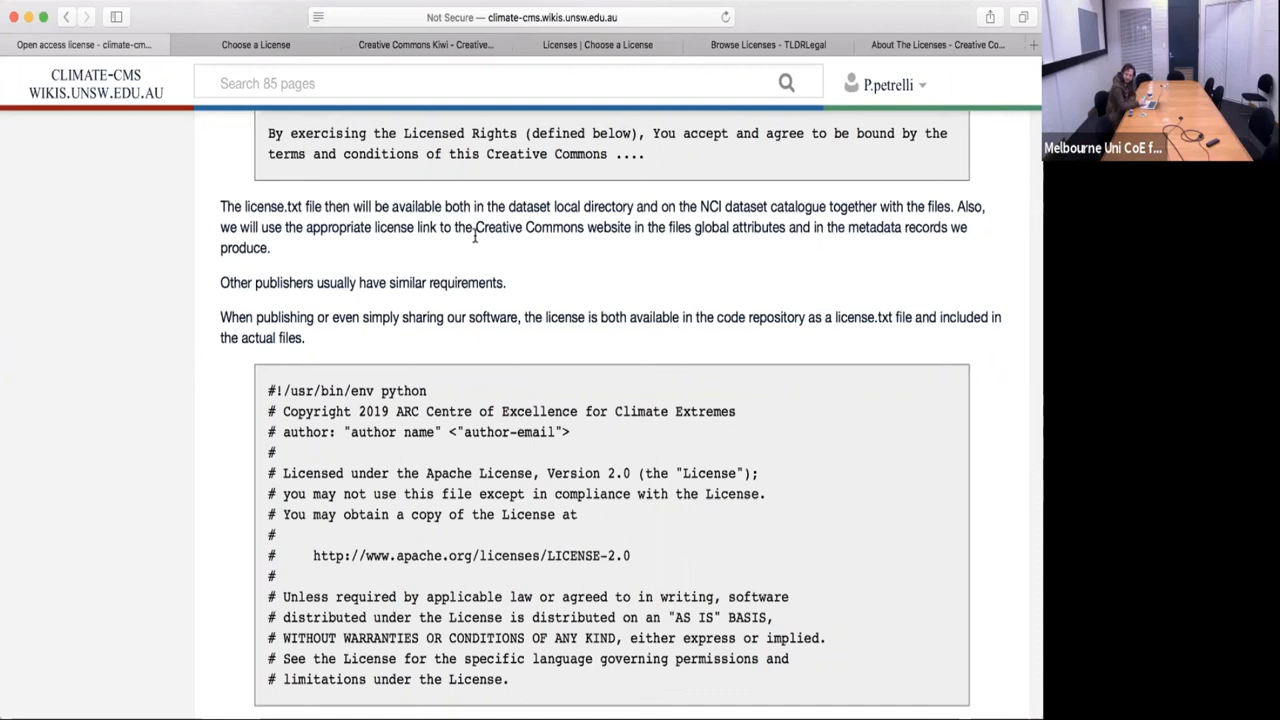 Not Secure — climate-cms.wikis.unsw.edu.au
Open access license - climate-cm...
Choose a License
Creative Commons Kiwi - Creative...
Licenses | Choose a License
Browse Licenses - TLDRLegal
About The Licenses - Creative Co...
CLIMATE-CMS
WIKIS.UNSW.EDU.AU
Search 85 pages
P.petrelli
Melbourne Uni CoE f...
By exercising the Licensed Rights (defined below), You accept and agree to be bound by the
terms and conditions of this Creative Commons ....
The license.txt file then will be available both in the dataset local directory and on the NCI dataset catalogue together with the files. Also,
we will use the appropriate license link to the Creative Commons website in the files global attributes and in the metadata records we
produce.
Other publishers usually have similar requirements.
When publishing or even simply sharing our software, the license is both available in the code repository as a license.txt file and included in
the actual files.
#!/usr/bin/env python
# Copyright 2019 ARC Centre of Excellence for Climate Extremes
# author: "author name" <"author-email">
#
# Licensed under the Apache License, Version 2.0 (the "License");
# you may not use this file except in compliance with the License.
# You may obtain a copy of the License at
#
#     http://www.apache.org/licenses/LICENSE-2.0
#
# Unless required by applicable law or agreed to in writing, software
# distributed under the License is distributed on an "AS IS" BASIS,
# WITHOUT WARRANTIES OR CONDITIONS OF ANY KIND, either express or implied.
# See the License for the specific language governing permissions and
# limitations under the License.